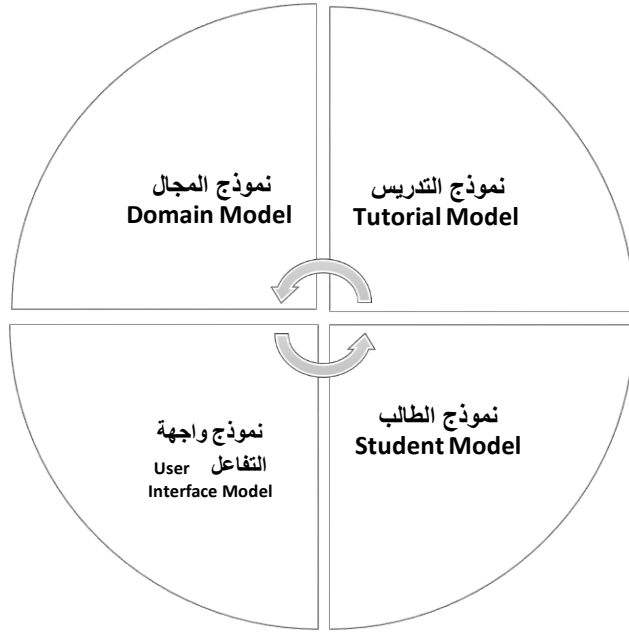 نموذج المجال
Domain Model
نموذج التدريس
Tutorial Model
نموذج واجهة
التفاعل User
Interface Model
نموذج الطالب
Student Model